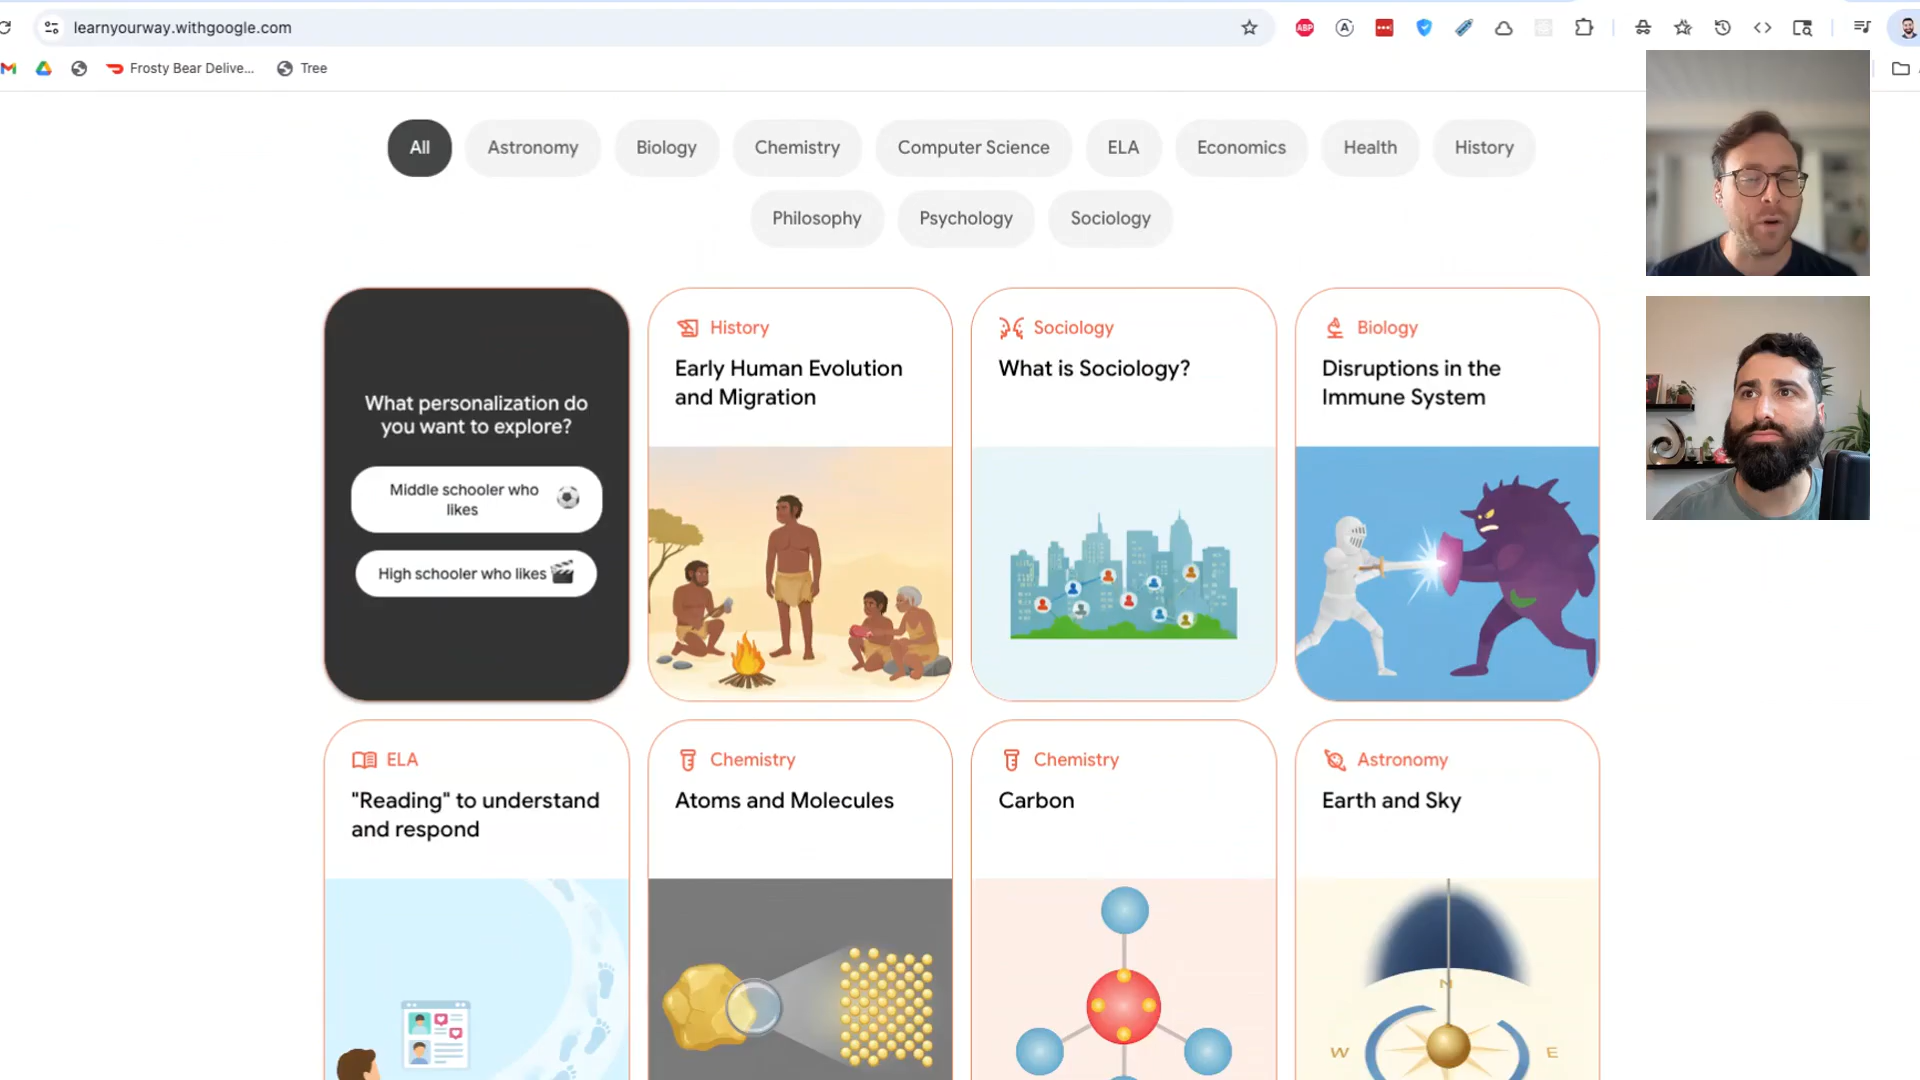 learnyourway.withgoogle.com
ABP
A
Frosty Bear Delive...
Tree
All
Astronomy
Biology
Chemistry
Computer Science
ELA
Economics
Health
History
Philosophy
Psychology
Sociology
What personalization do
you want to explore?
Middle schooler who
likes
High schooler who likes
History
Early Human Evolution
and Migration
Sociology
What is Sociology?
Biology
Disruptions in the
Immune System
ELA
"Reading" to understand
and respond
Chemistry
Atoms and Molecules
Chemistry
Carbon
Astronomy
Earth and Sky
N
W
E